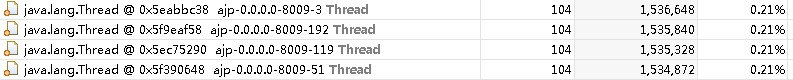 java.lang.Thread @ 0x5eabbc38 ajp-0.0.0.0-8009-3 Thread 104 1,536,648 0.21%
java.lang.Thread @ 0x5f9eaf58 ajp-0.0.0.0-8009-192 Thread 104 1,535,840 0.21%
java.lang.Thread @ 0x5ec75290 ajp-0.0.0.0-8009-119 Thread 104 1,535,328 0.21%
java.lang.Thread @ 0x5f390648 ajp-0.0.0.0-8009-51 Thread 104 1,534,872 0.21%